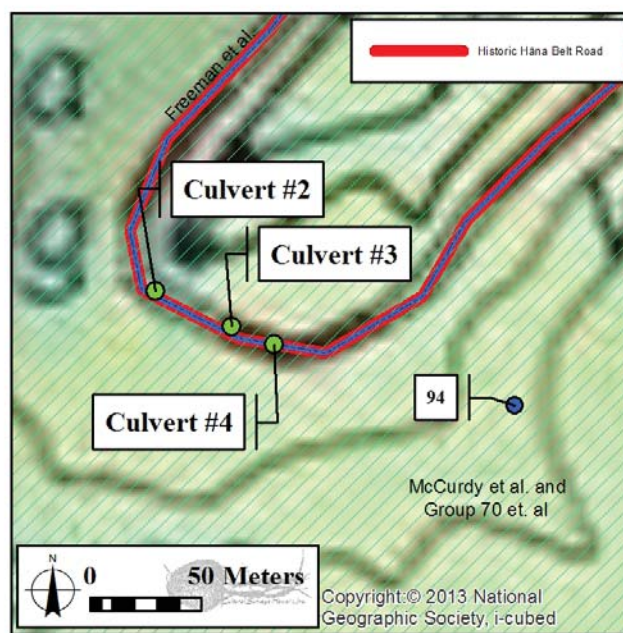 Historic Hāna Belt Road
Freeman et al.
Culvert #2
Culvert #3
Culvert #4
94
McCurdy et al. and
Group 70 et. al
N
0 50 Meters
Copyright:© 2013 National
Geographic Society, i-cubed